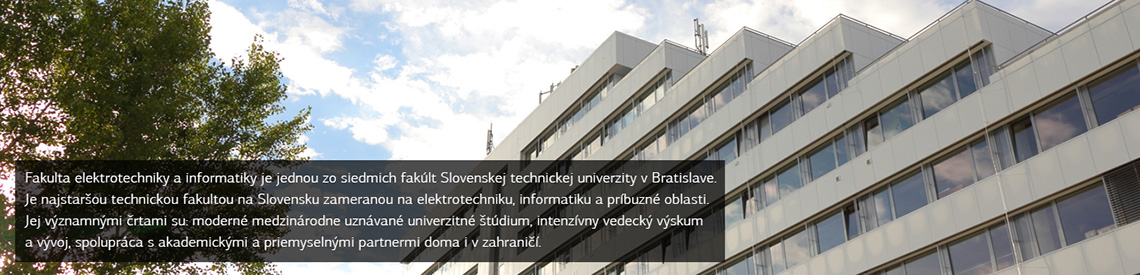 Fakulta elektrotechniky a informatiky je jednou zo siedmich fakúlt Slovenskej technickej univerzity v Bratislave.
Je najstaršou technickou fakultou na Slovensku zameranou na elektrotechniku, informatiku a príbuzné oblasti.
Jej významnými črtami su: moderné medzinárodne uznávané univerzitné štúdium, intenzívny vedecký výskum
a vývoj, spolupráca s akademickými a priemyselnými partnermi doma i v zahraničí.